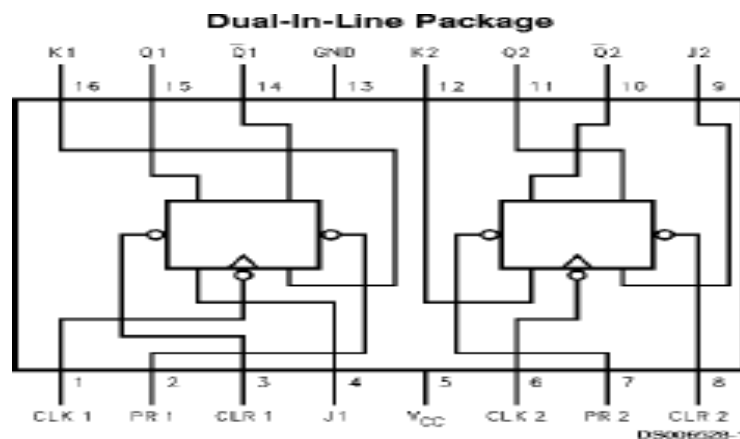 Dual-In-Line Package
K1 Q1 Q̅1 GND K2 Q2 Q̅2 J2
16 15 14 13 12 11 10 9
1 2 3 4 5 6 7 8
CLK 1 PR 1 CLR 1 J1 VCC CLK 2 PR 2 CLR 2
DS006528-1